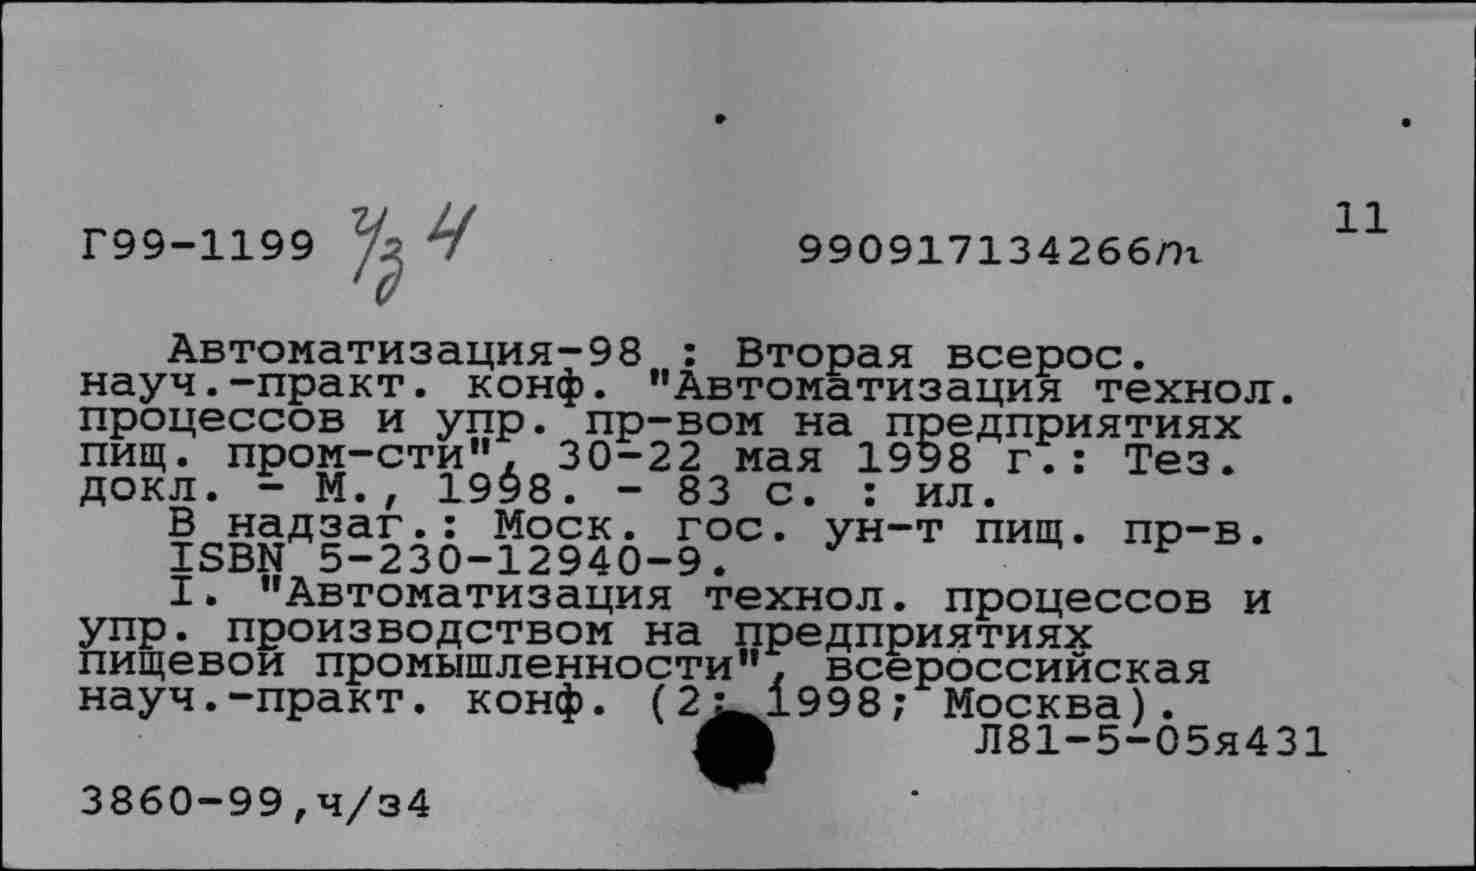 11
Г99-1199 ч/з 4 990917134266m
Автоматизация-98 : Вторая всерос.
науч.-практ. конф. "Автоматизация технол.
процессов и упр. пр-вом на предприятиях
пищ. пром-сти", 30-22 мая 1998 г.: Тез.
докл. - М., 1998. - 83 с. : ил.
В надзаг.: Моск. гос. ун-т пищ. пр-в.
ISBN 5-230-12940-9.
I. "Автоматизация технол. процессов и
упр. производством на предприятиях
пищевой промышленности", всероссийская
науч.-практ. конф. (2; 1998; Москва).
Л81-5-05я431
3860-99,ч/з4